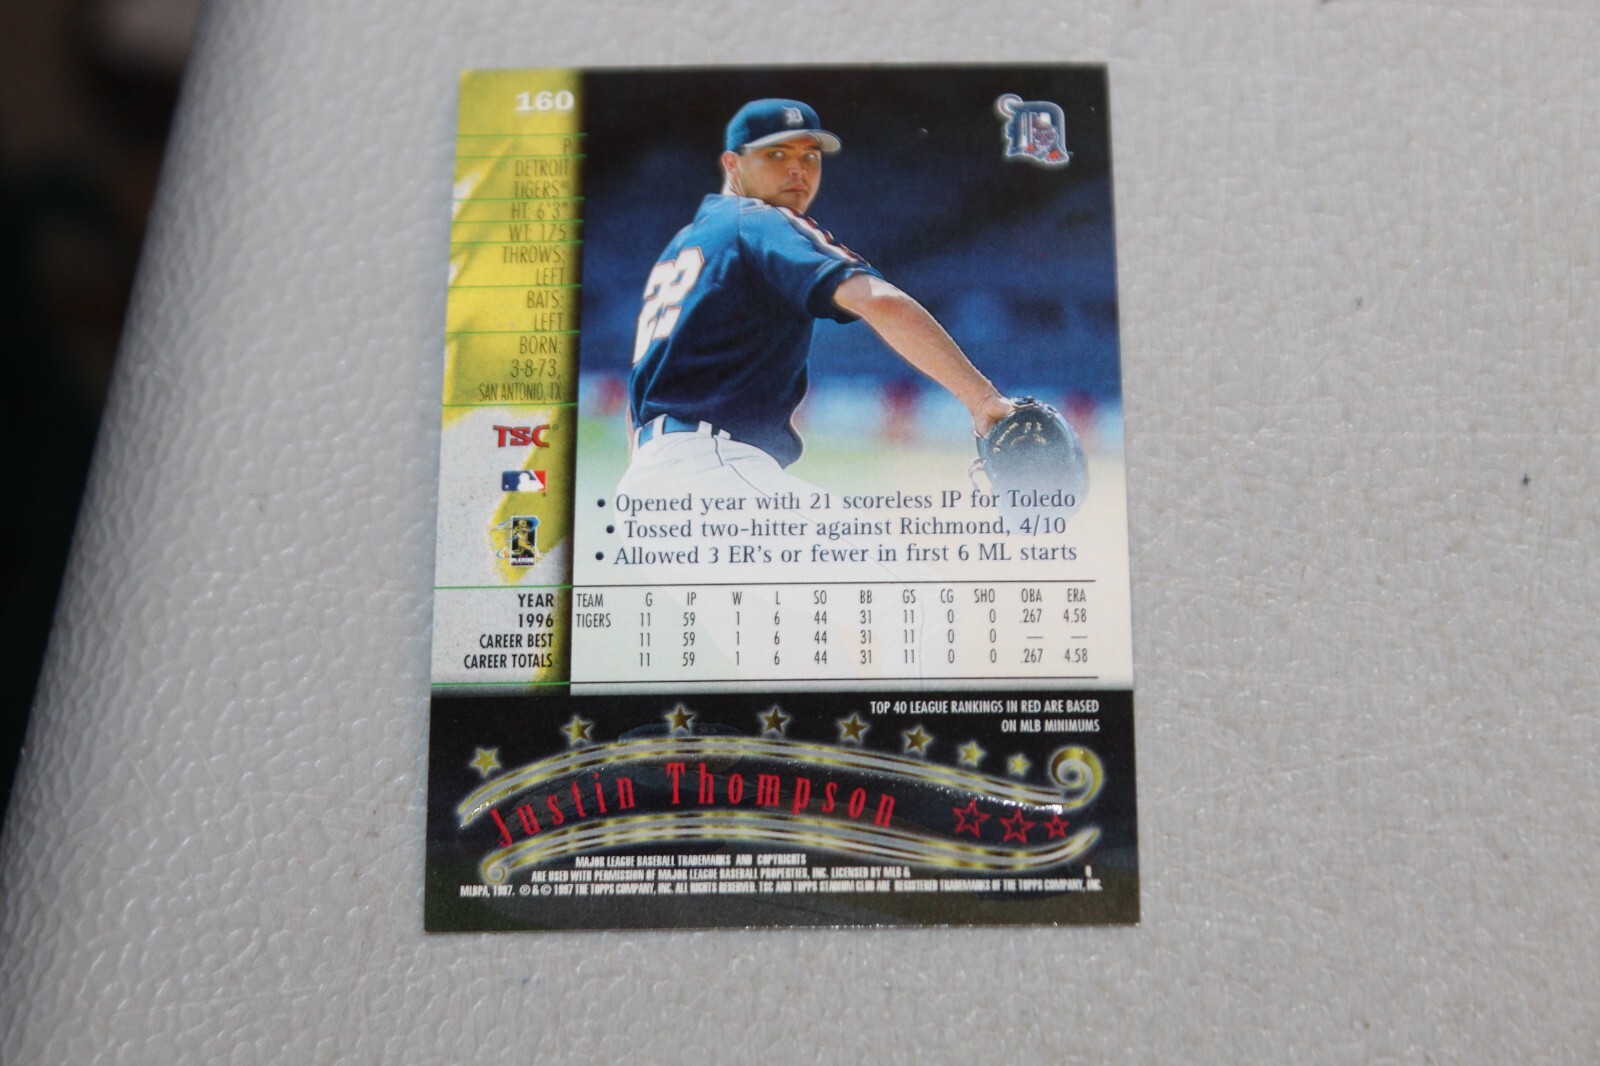 160
P
DETROIT
TIGERS®
HT: 6'3"
WT: 175
THROWS:
LEFT
BATS:
LEFT
BORN:
3-8-73,
SAN ANTONIO, TX
TSC®
D
22
• Opened year with 21 scoreless IP for Toledo
• Tossed two-hitter against Richmond, 4/10
• Allowed 3 ER's or fewer in first 6 ML starts
YEAR TEAM G IP W L SO BB GS CG SHO OBA ERA
1996 TIGERS 11 59 1 6 44 31 11 0 0 .267 4.58
CAREER BEST 11 59 1 6 44 31 11 0 0 — —
CAREER TOTALS 11 59 1 6 44 31 11 0 0 .267 4.58
TOP 40 LEAGUE RANKINGS IN RED ARE BASED
ON MLB MINIMUMS
Justin Thompson
MAJOR LEAGUE BASEBALL TRADEMARKS AND COPYRIGHTS
ARE USED WITH PERMISSION OF MAJOR LEAGUE BASEBALL PROPERTIES, INC. LICENSED BY MLB &
MLBPA, 1997. ® & © 1997 THE TOPPS COMPANY, INC. ALL RIGHTS RESERVED. TSC AND TOPPS STADIUM CLUB ARE REGISTERED TRADEMARKS OF THE TOPPS COMPANY, INC.